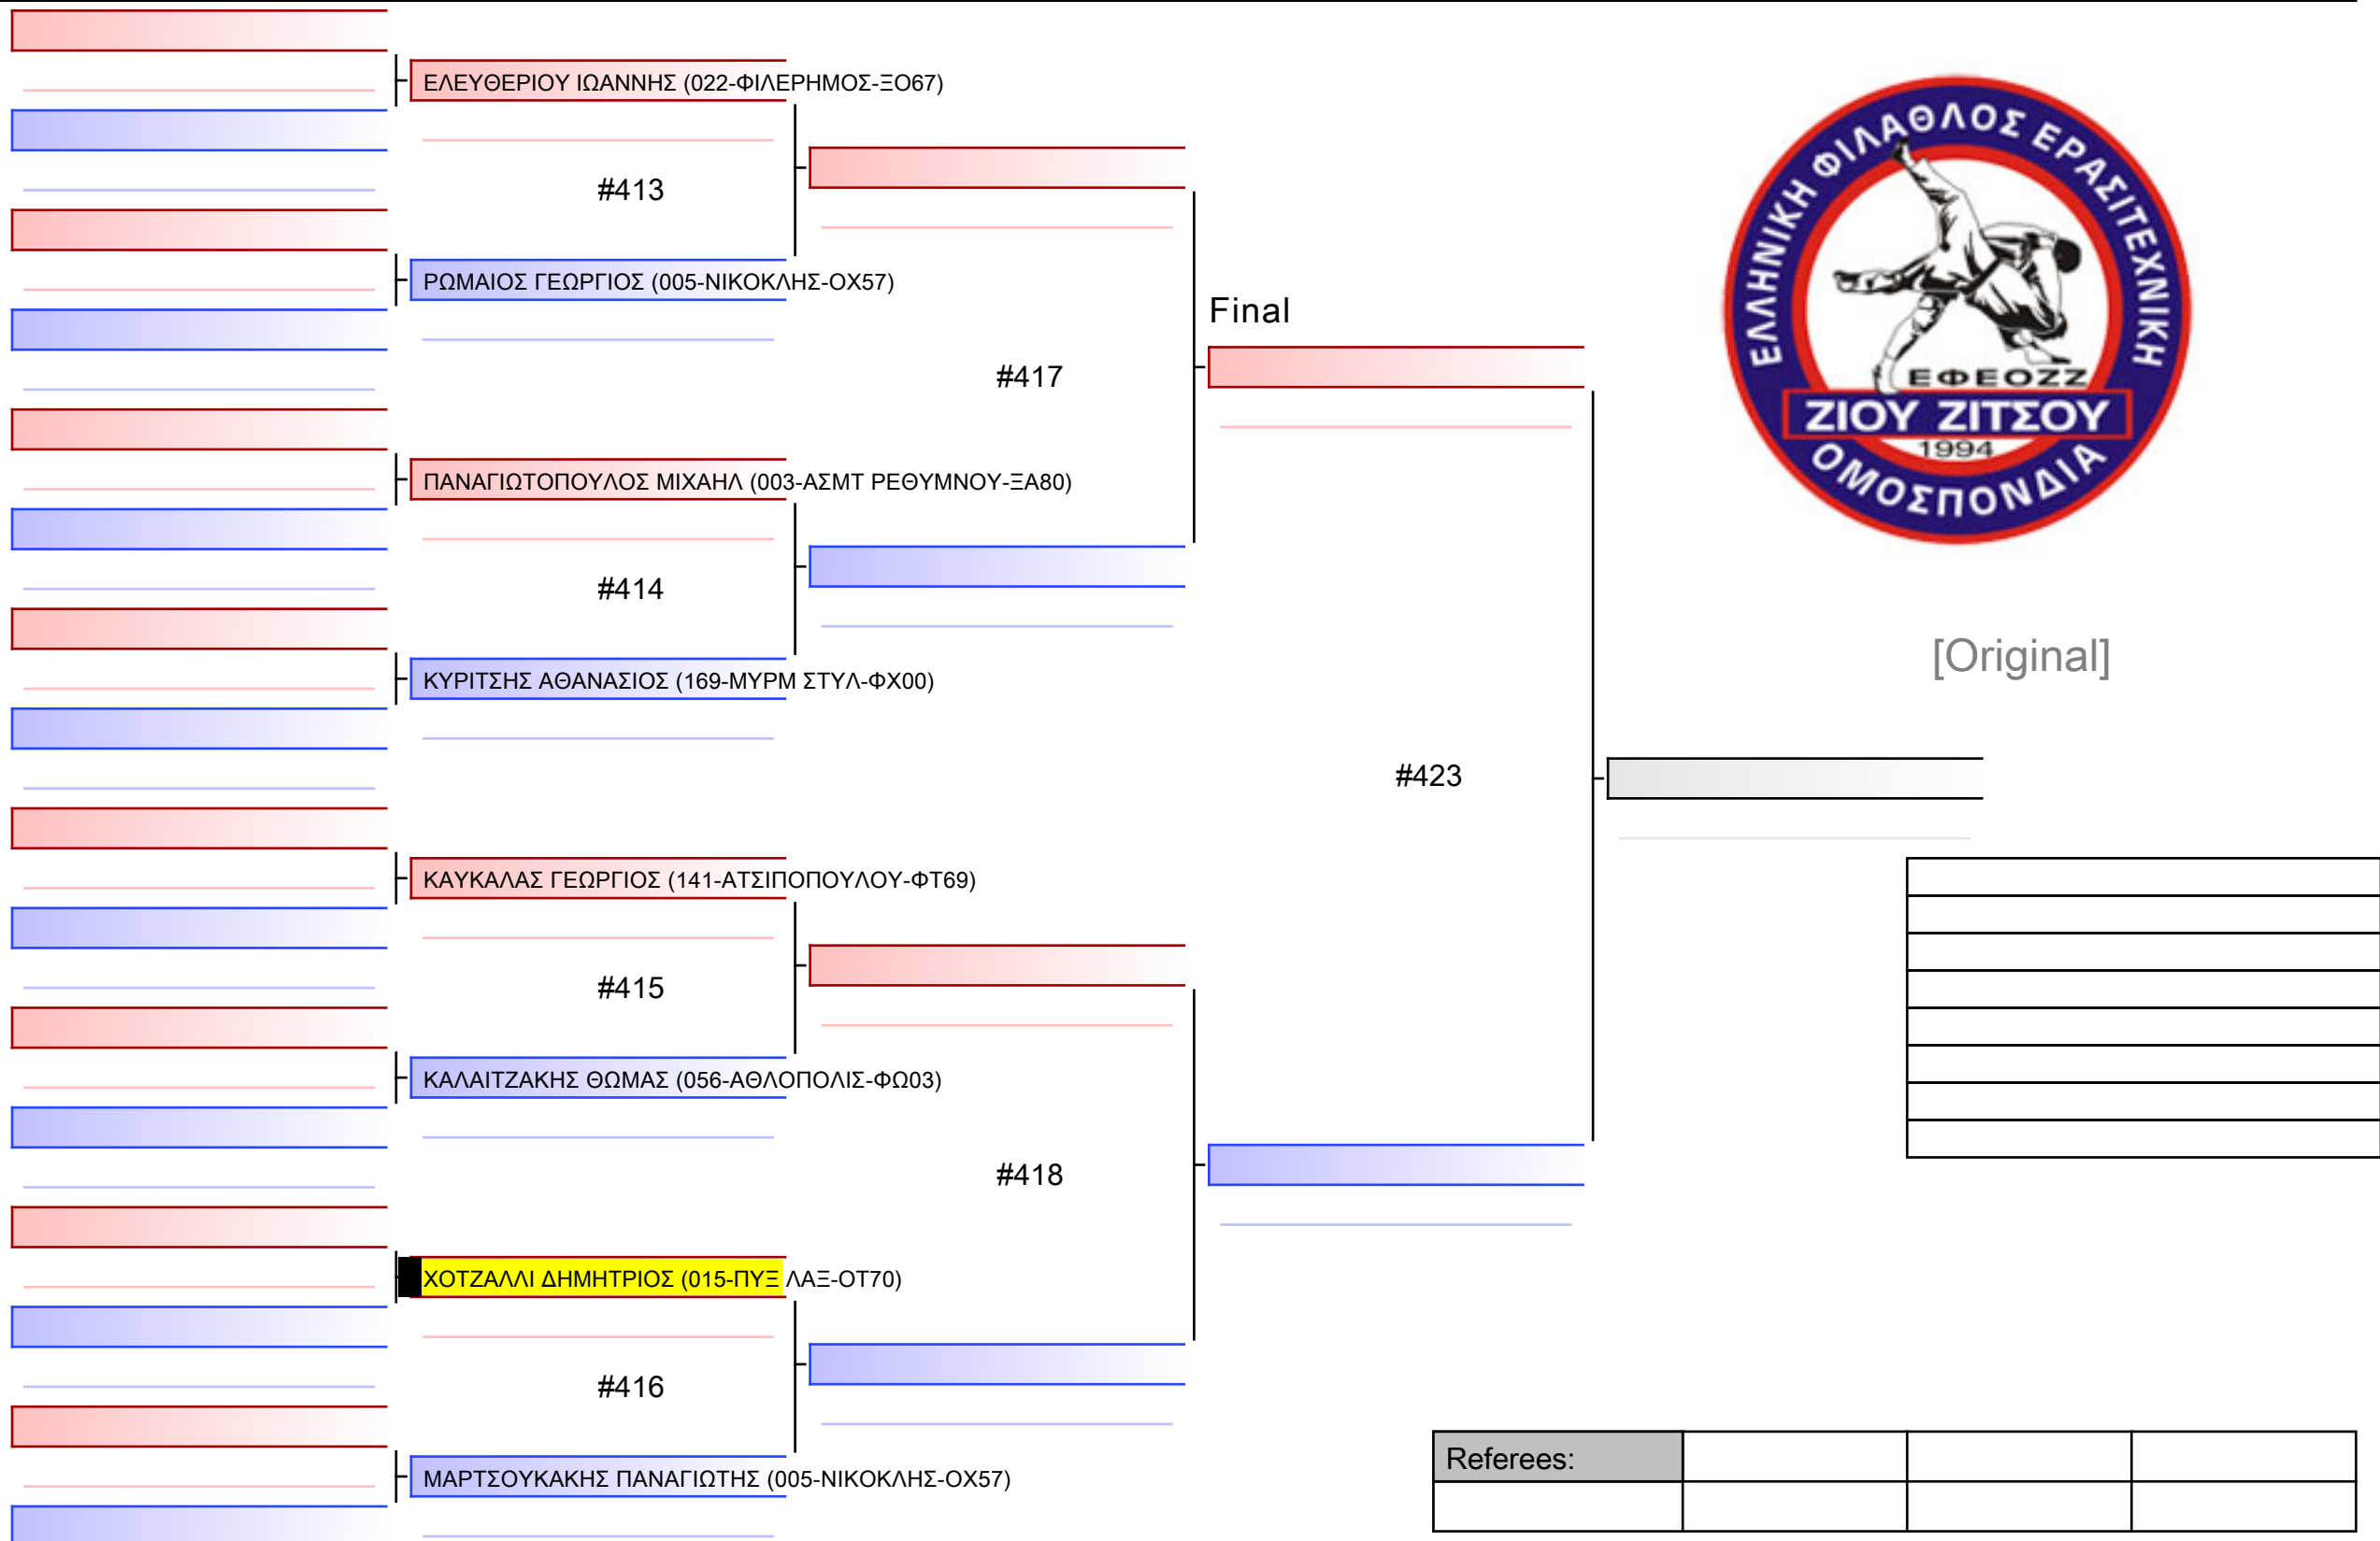 ΕΛΕΥΘΕΡΙΟΥ ΙΩΑΝΝΗΣ (022-ΦΙΛΕΡΗΜΟΣ-ΞΟ67)
#413
ΡΩΜΑΙΟΣ ΓΕΩΡΓΙΟΣ (005-ΝΙΚΟΚΛΗΣ-ΟΧ57)
Final
#417
ΠΑΝΑΓΙΩΤΟΠΟΥΛΟΣ ΜΙΧΑΗΛ (003-ΑΣΜΤ ΡΕΘΥΜΝΟΥ-ΞΑ80)
#414
ΚΥΡΙΤΣΗΣ ΑΘΑΝΑΣΙΟΣ (169-ΜΥΡΜ ΣΤΥΛ-ΦΧ00)
#423
ΚΑΥΚΑΛΑΣ ΓΕΩΡΓΙΟΣ (141-ΑΤΣΙΠΟΠΟΥΛΟΥ-ΦΤ69)
#415
ΚΑΛΑΙΤΖΑΚΗΣ ΘΩΜΑΣ (056-ΑΘΛΟΠΟΛΙΣ-ΦΩ03)
#418
ΧΟΤΖΑΛΛΙ ΔΗΜΗΤΡΙΟΣ (015-ΠΥΞ ΛΑΞ-ΟΤ70)
#416
ΜΑΡΤΣΟΥΚΑΚΗΣ ΠΑΝΑΓΙΩΤΗΣ (005-ΝΙΚΟΚΛΗΣ-ΟΧ57)
ΕΛΛΗΝΙΚΗ ΦΙΛΑΘΛΟΣ ΕΡΑΣΙΤΕΧΝΙΚΗ
ΕΦΕΟΖΖ
ΖΙΟΥ ΖΙΤΣΟΥ
1994
ΟΜΟΣΠΟΝΔΙΑ
[Original]
Referees: